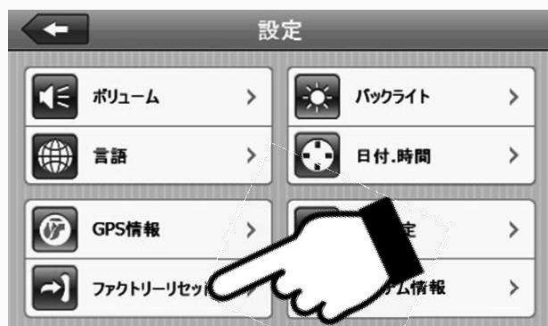 設定
ボリューム
バックライト
言語
日付.時間
GPS情報
定
ファクトリーリセッ
ム情報